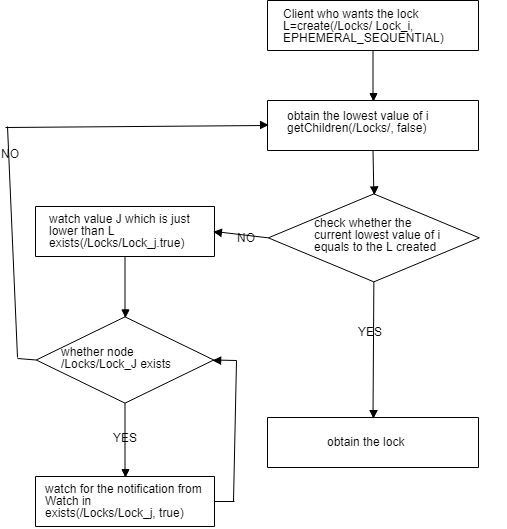 Client who wants the lock
L=create(/Locks/ Lock_i,
EPHEMERAL_SEQUENTIAL)
obtain the lowest value of i
getChildren(/Locks/, false)
NO
check whether the
current lowest value of i
equals to the L created
NO
watch value J which is just
lower than L
exists(/Locks/Lock_j.true)
YES
whether node
/Locks/Lock_J exists
YES
obtain the lock
watch for the notification from
Watch in
exists(/Locks/Lock_j, true)